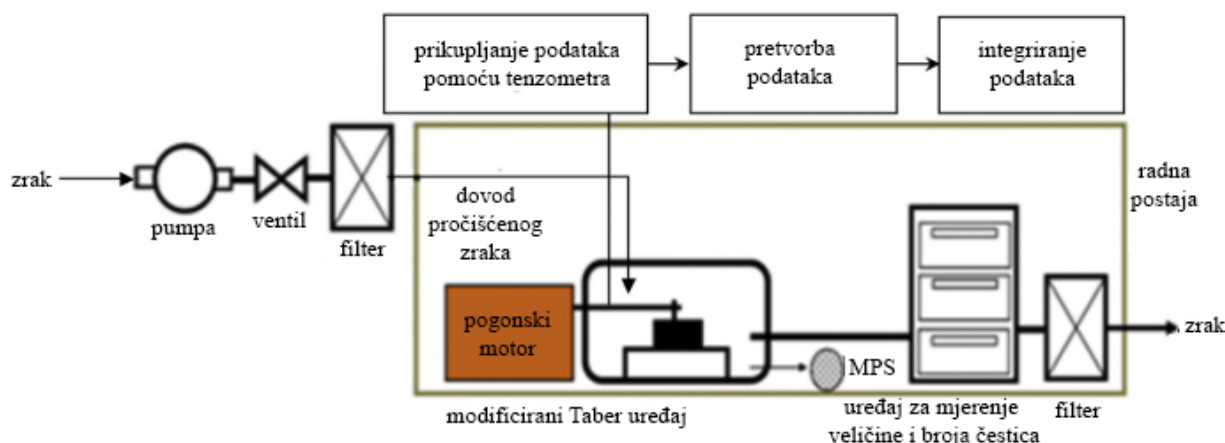 prikupljanje podataka
pomoću tenzometra
pretvorba
podataka
integriranje
podataka
zrak
pumpa
ventil
filter
dovod
pročišćenog
zraka
radna
postaja
pogonski
motor
MPS
zrak
modificirani Taber uređaj
uređaj za mjerenje
veličine i broja čestica
filter